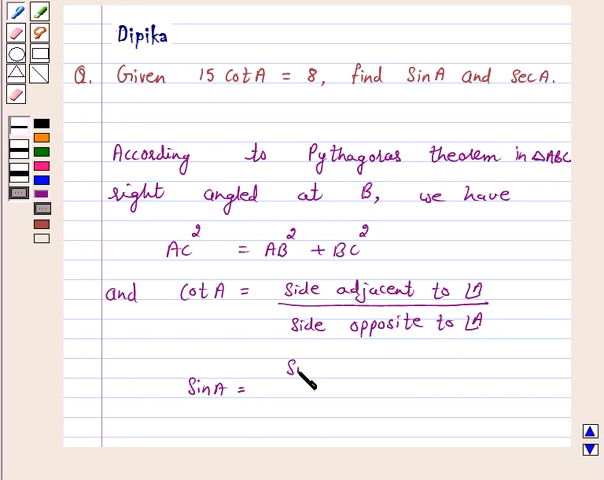 Dipika
Q. Given 15 cot A = 8, find sin A and sec A.
According to Pythagoras theorem in △ABC
right angled at B, we have
AC² = AB² + BC²
and cot A = Side adjacent to ∠A
Side opposite to ∠A
Sin A = S